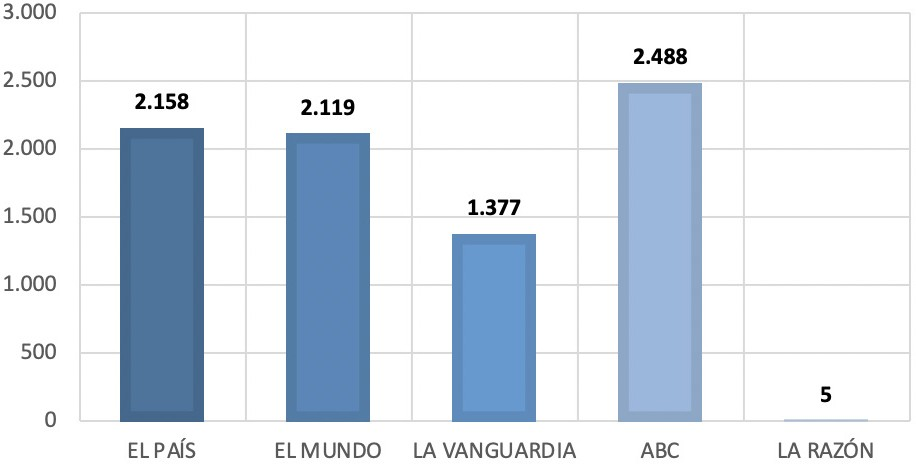 3.000
2.500
2.000
1.500
1.000
500
0
2.158
2.119
1.377
2.488
5
EL PAÍS
EL MUNDO
LA VANGUARDIA
ABC
LA RAZÓN